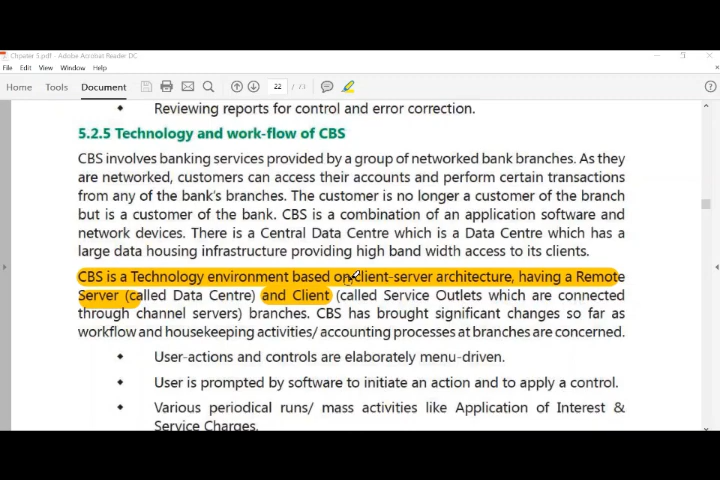 Chpater 5.pdf - Adobe Acrobat Reader DC
File Edit View Window Help
Home Tools Document 22 / 73
• Reviewing reports for control and error correction.
5.2.5 Technology and work-flow of CBS
CBS involves banking services provided by a group of networked bank branches. As they
are networked, customers can access their accounts and perform certain transactions
from any of the bank's branches. The customer is no longer a customer of the branch
but is a customer of the bank. CBS is a combination of an application software and
network devices. There is a Central Data Centre which is a Data Centre which has a
large data housing infrastructure providing high band width access to its clients.
CBS is a Technology environment based on client-server architecture, having a Remote
Server (called Data Centre) and Client (called Service Outlets which are connected
through channel servers) branches. CBS has brought significant changes so far as
workflow and housekeeping activities/ accounting processes at branches are concerned.
• User-actions and controls are elaborately menu-driven.
• User is prompted by software to initiate an action and to apply a control.
• Various periodical runs/ mass activities like Application of Interest &
Service Charges.